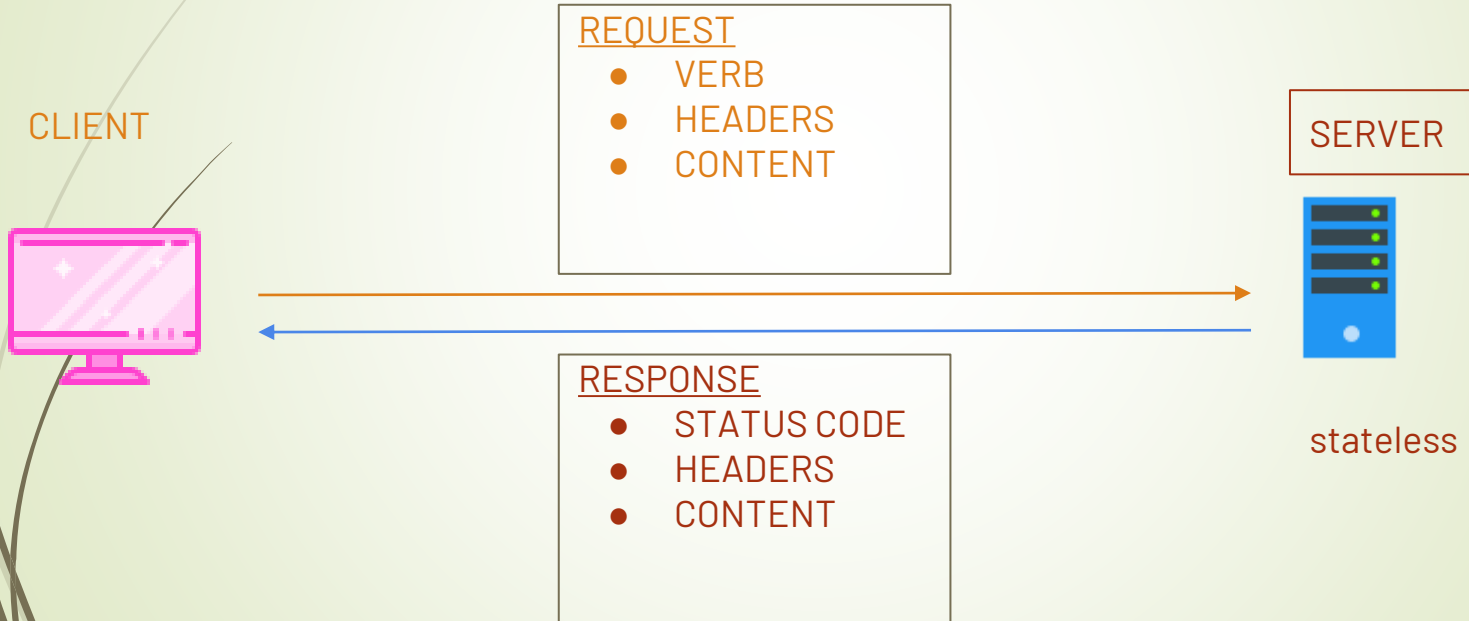 REQUEST
● VERB
● HEADERS
● CONTENT
CLIENT
SERVER
RESPONSE
● STATUS CODE
● HEADERS
● CONTENT
stateless